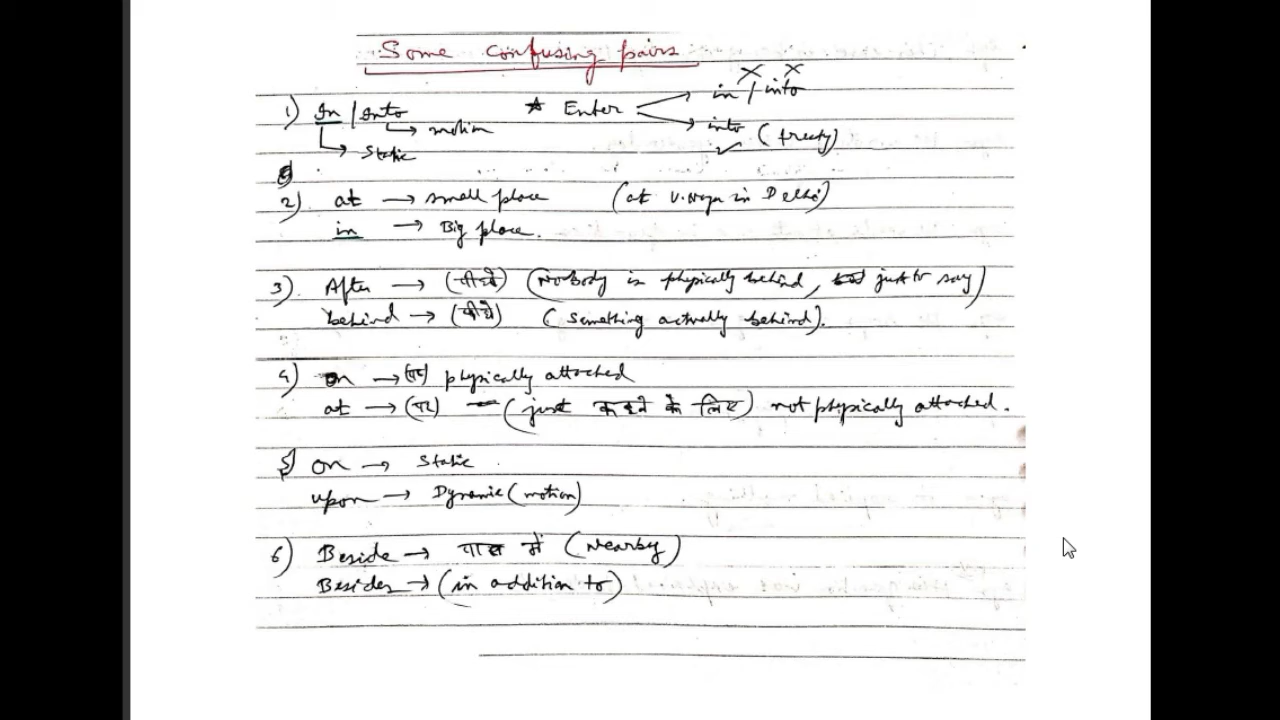 Some confusing pairs
1) In / Into ★ Enter in / into
motion into (treaty)
Static
2) at → small place (at V.Naga in Delhi)
in → Big place.
3) After → (पीछे) (Nobody is physically behind, just to say)
behind → (पीछे) (Something actually behind).
4) on → (पर) physically attached
at → (पर) – (just कहने के लिए) not physically attached.
5) on → Static
upon → Dynamic (motion)
6) Beside → पास में (Nearby)
Besides → (in addition to)